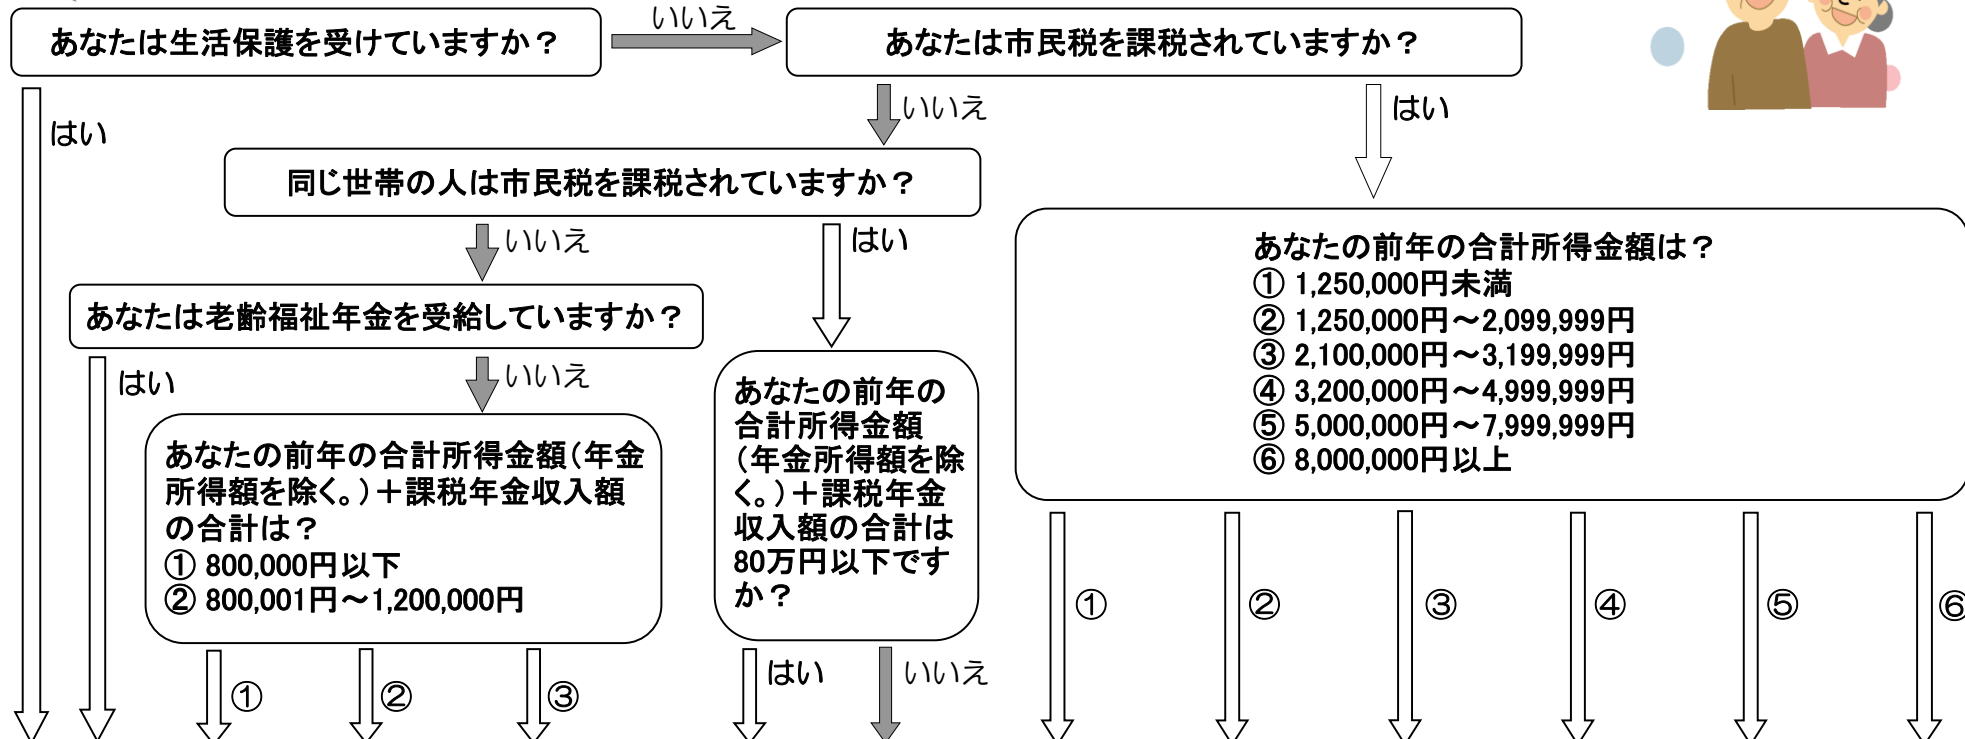 あなたは生活保護を受けていますか？
いいえ
あなたは市民税を課税されていますか？
はい
いいえ
はい
同じ世帯の人は市民税を課税されていますか？
いいえ
はい
あなたは老齢福祉年金を受給していますか？
はい
いいえ
あなたの前年の合計所得金額（年金
所得額を除く。）＋課税年金収入額
の合計は？
① 800,000円以下
② 800,001円～1,200,000円
①
②
③
あなたの前年の
合計所得金額
（年金所得額を除
く。）＋課税年金
収入額の合計は
80万円以下です
か？
はい
いいえ
あなたの前年の合計所得金額は？
① 1,250,000円未満
② 1,250,000円～2,099,999円
③ 2,100,000円～3,199,999円
④ 3,200,000円～4,999,999円
⑤ 5,000,000円～7,999,999円
⑥ 8,000,000円以上
①
②
③
④
⑤
⑥